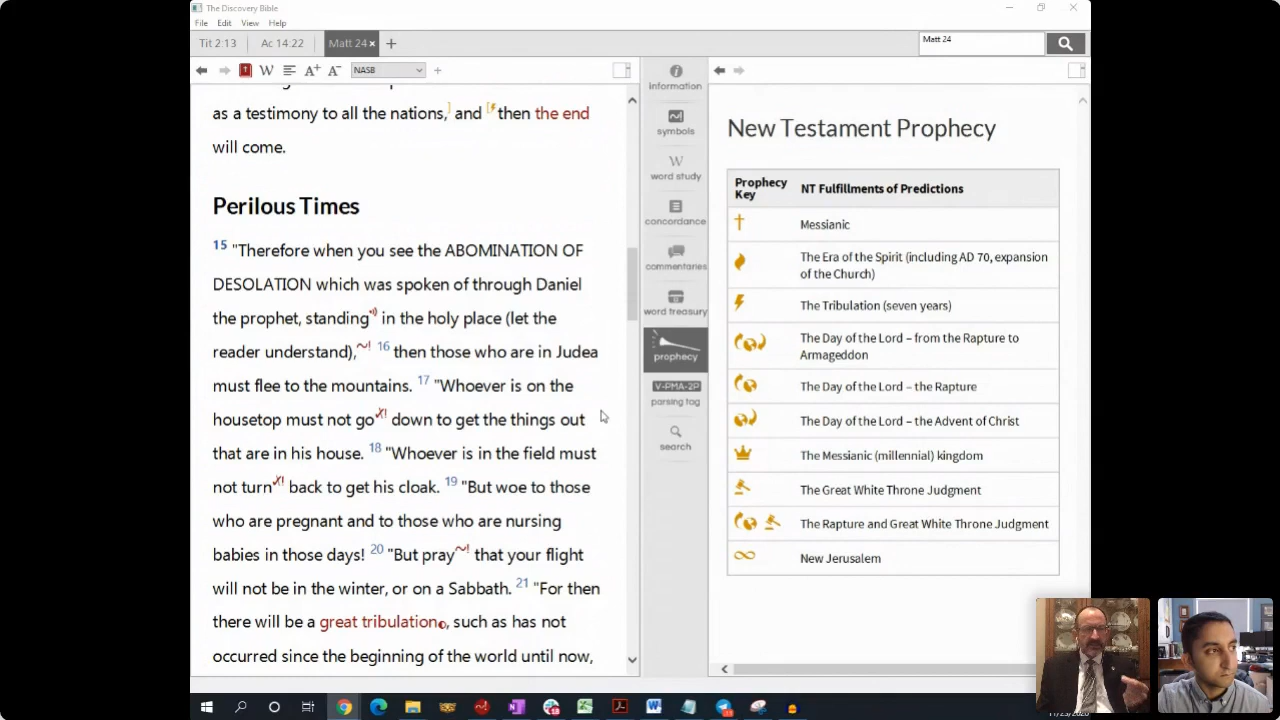 The Discovery Bible
File Edit View Help
Tit 2:13 Ac 14:22 Matt 24 × +
Matt 24
W A+ A- NASB +
as a testimony to all the nations,] and [then the end
will come.
Perilous Times
15 "Therefore when you see the ABOMINATION OF
DESOLATION which was spoken of through Daniel
the prophet, standing in the holy place (let the
reader understand),~! 16 then those who are in Judea
must flee to the mountains. 17 "Whoever is on the
housetop must not go down to get the things out
that are in his house. 18 "Whoever is in the field must
not turn back to get his cloak. 19 "But woe to those
who are pregnant and to those who are nursing
babies in those days! 20 "But pray~! that your flight
will not be in the winter, or on a Sabbath. 21 "For then
there will be a great tribulation, such as has not
occurred since the beginning of the world until now,
information
symbols
W
word study
concordance
commentaries
word treasury
prophecy
V-PMA-2P
parsing tag
search
New Testament Prophecy
Prophecy Key
NT Fulfillments of Predictions
Messianic
The Era of the Spirit (including AD 70, expansion
of the Church)
The Tribulation (seven years)
The Day of the Lord – from the Rapture to
Armageddon
The Day of the Lord – the Rapture
The Day of the Lord – the Advent of Christ
The Messianic (millennial) kingdom
The Great White Throne Judgment
The Rapture and Great White Throne Judgment
New Jerusalem